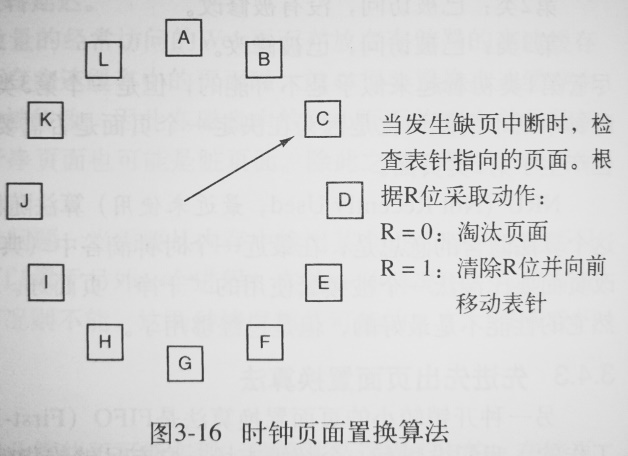 A
B
C
D
E
F
G
H
I
J
K
L
当发生缺页中断时，检
查表针指向的页面。根
据R位采取动作：
R = 0：淘汰页面
R = 1：清除R位并向前
移动表针
图3-16 时钟页面置换算法